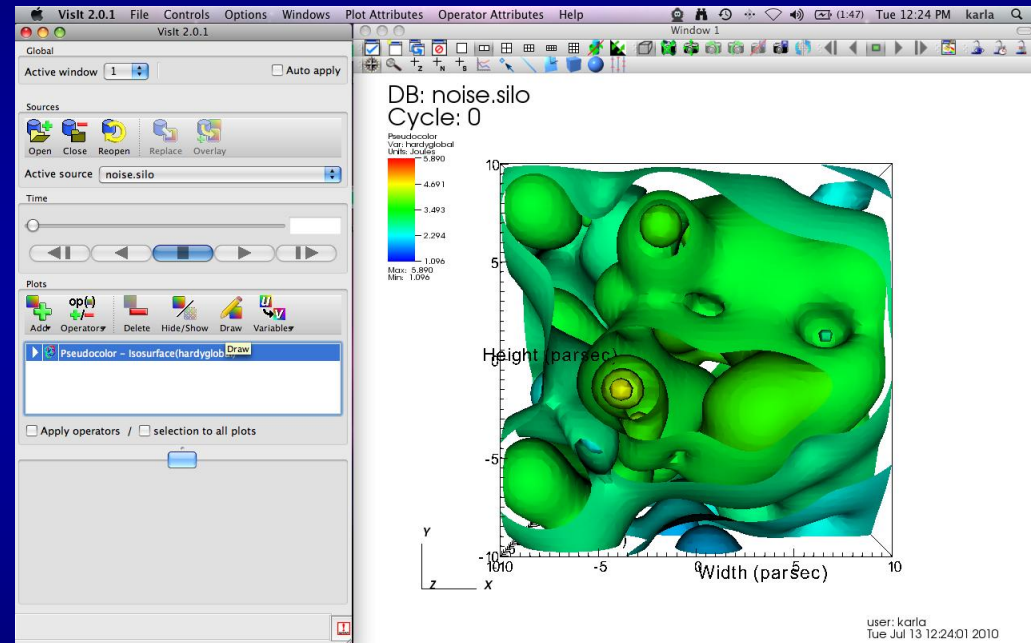 VisIt 2.0.1 File Controls Options Windows Plot Attributes Operator Attributes Help (1:47) Tue 12:24 PM karla
VisIt 2.0.1
Global
Active window 1 Auto apply
Sources
Open Close Reopen Replace Overlay
Active source noise.silo
Time
Plots
op(=)
+/-
Add Operators Delete Hide/Show Draw Variables
Pseudocolor - Isosurface(hardyglob
Draw
Apply operators / selection to all plots
Window 1
+z +N +s
DB: noise.silo
Cycle: 0
Pseudocolor
Var: hardyglobal
Units: Joules
5.890
4.691
3.493
2.294
1.096
Max: 5.890
Min: 1.096
10
5
Height (parsec)
-5
-10
-5 0 5 10
Width (parsec)
Y
Z X
user: karla
Tue Jul 13 12:24:01 2010